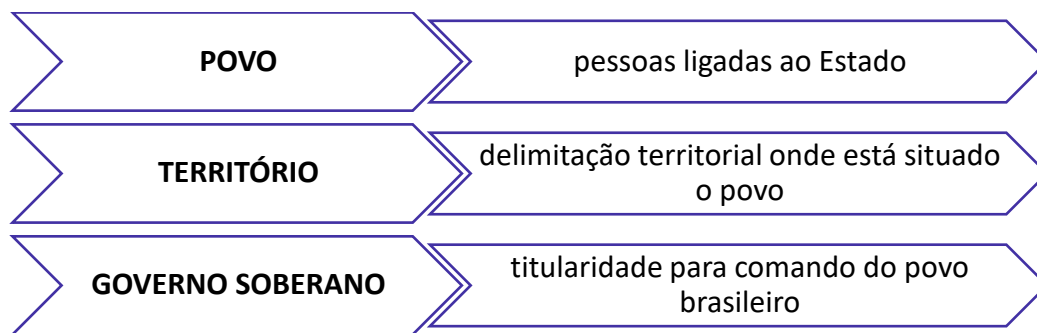 POVO
pessoas ligadas ao Estado
TERRITÓRIO
delimitação territorial onde está situado
o povo
GOVERNO SOBERANO
titularidade para comando do povo
brasileiro